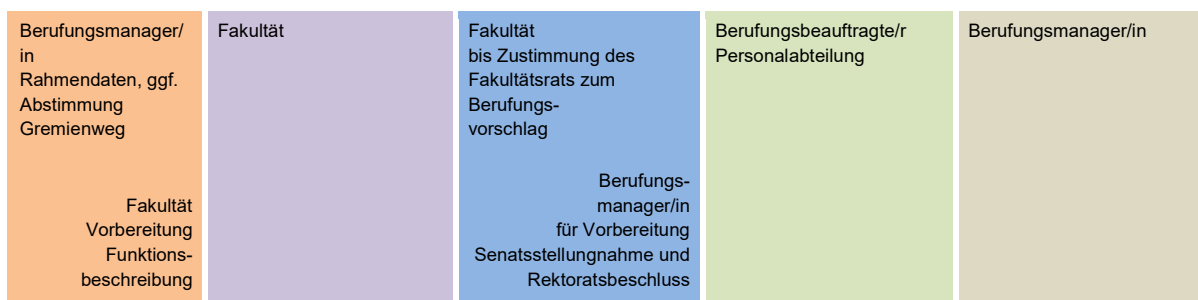 Berufungsmanager/
in
Rahmendaten, ggf.
Abstimmung
Gremienweg
Fakultät
Vorbereitung
Funktions-
beschreibung
Fakultät
Fakultät
bis Zustimmung des
Fakultätsrats zum
Berufungs-
vorschlag
Berufungs-
manager/in
für Vorbereitung
Senatsstellungnahme und
Rektoratsbeschluss
Berufungsbeauftragte/r
Personalabteilung
Berufungsmanager/in